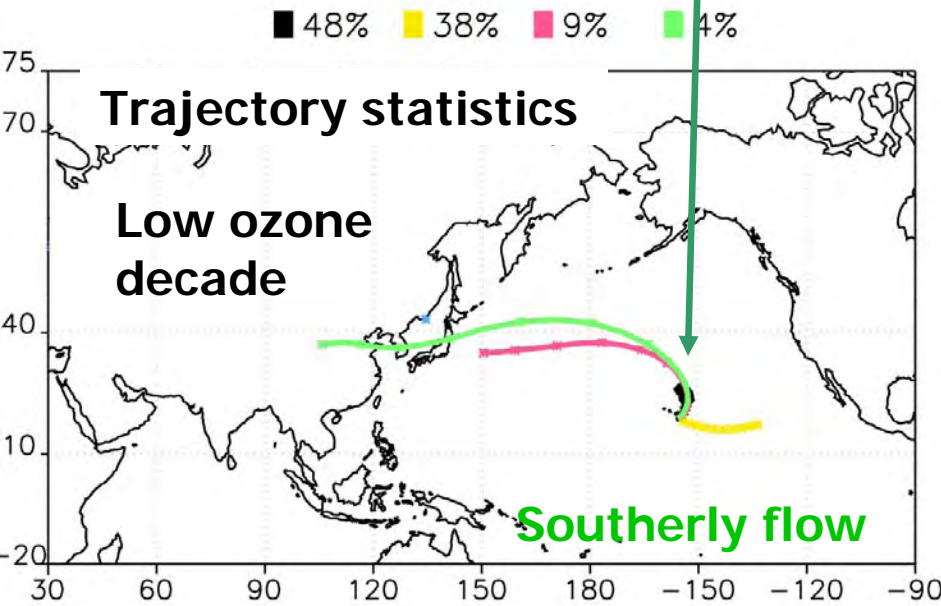 48% 38% 9% 4%
75
Trajectory statistics
70
Low ozone
decade
40
10
Southerly flow
-20
30 60 90 120 150 180 -150 -120 -90